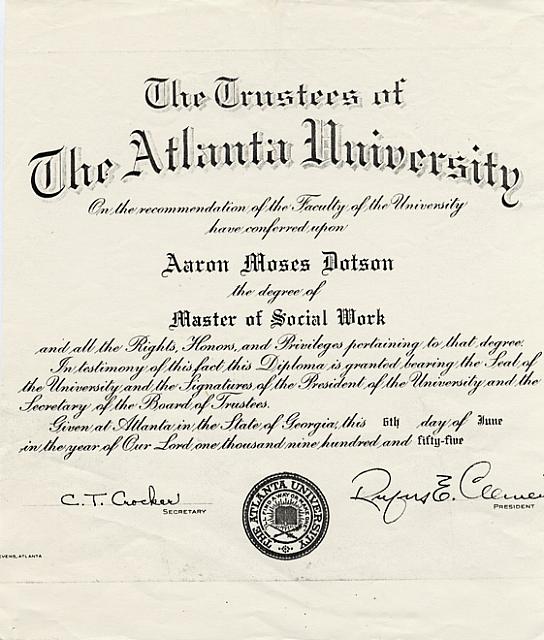 The Trustees of
The Atlanta University
On the recommendation of the Faculty of the University
have conferred upon
Aaron Moses Dotson
the degree of
Master of Social Work
and all the Rights, Honors, and Privileges pertaining to that degree.
In testimony of this fact this Diploma is granted bearing the Seal of
the University and the Signatures of the President of the University and the
Secretary of the Board of Trustees.
Given at Atlanta in the State of Georgia, this 6th day of June
in the year of Our Lord one thousand nine hundred and fifty-five
C. T. Crocker
SECRETARY
THE ATLANTA UNIVERSITY
Rufus E. Clemen
PRESIDENT
EVENS, ATLANTA